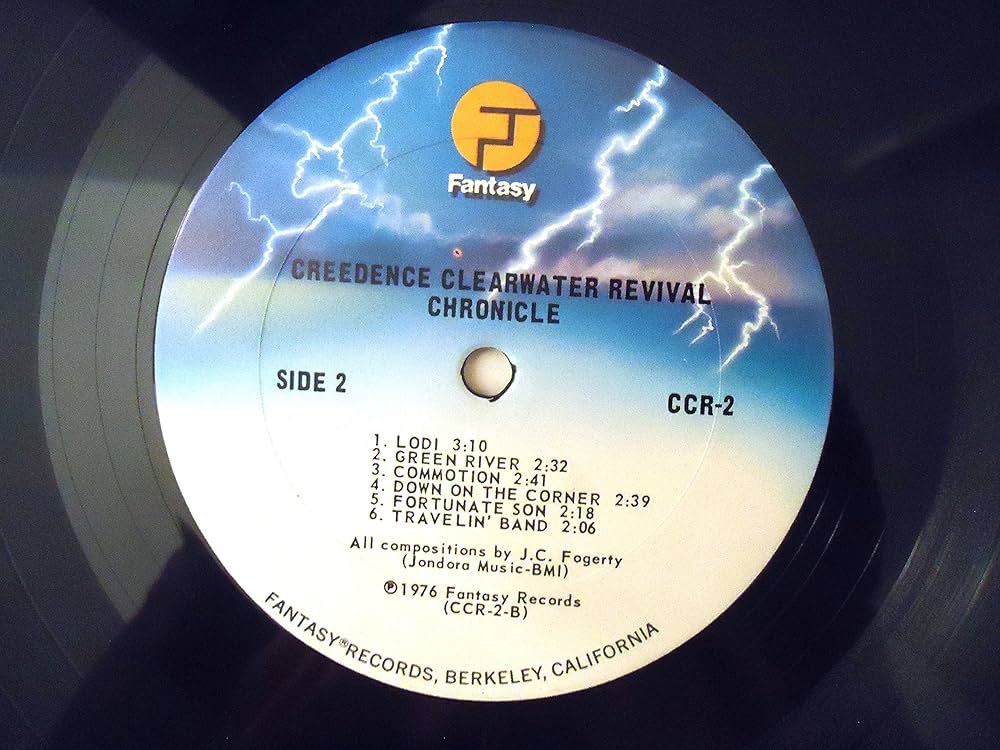 Fantasy
CREEDENCE CLEARWATER REVIVAL
CHRONICLE
SIDE 2
CCR-2
1. LODI 3:10
2. GREEN RIVER 2:32
3. COMMOTION 2:41
4. DOWN ON THE CORNER 2:39
5. FORTUNATE SON 2:18
6. TRAVELIN' BAND 2:06
All compositions by J.C. Fogerty
(Jondora Music-BMI)
℗1976 Fantasy Records
(CCR-2-B)
FANTASY® RECORDS, BERKELEY, CALIFORNIA